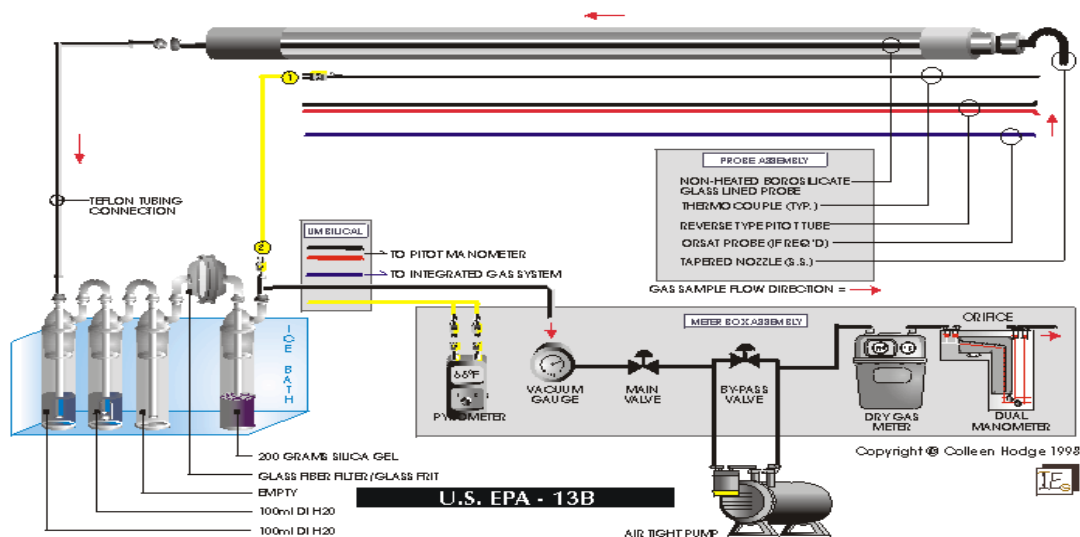 1
PROBE ASSEMBLY
NON-HEATED BOROSILICATE
GLASS LINED PROBE
THERMOCOUPLE (TYP.)
REVERSE TYPE PITOT TUBE
ORSAT PROBE (IF REQ'D)
TAPERED NOZZLE (S.S.)
GAS SAMPLE FLOW DIRECTION =
TEFLON TUBING
CONNECTION
2
UMBILICAL
TO PITOT MANOMETER
TO INTEGRATED GAS SYSTEM
ICE BATH
METER BOX ASSEMBLY
ORIFICE
68°F
PYROMETER
VACUUM
GAUGE
MAIN
VALVE
BY-PASS
VALVE
DRY GAS
METER
DUAL
MANOMETER
200 GRAMS SILICA GEL
GLASS FIBER FILTER/GLASS FRIT
EMPTY
100ml DI H20
100ml DI H20
U.S. EPA - 13B
AIR TIGHT PUMP
Copyright © Colleen Hodge 1998